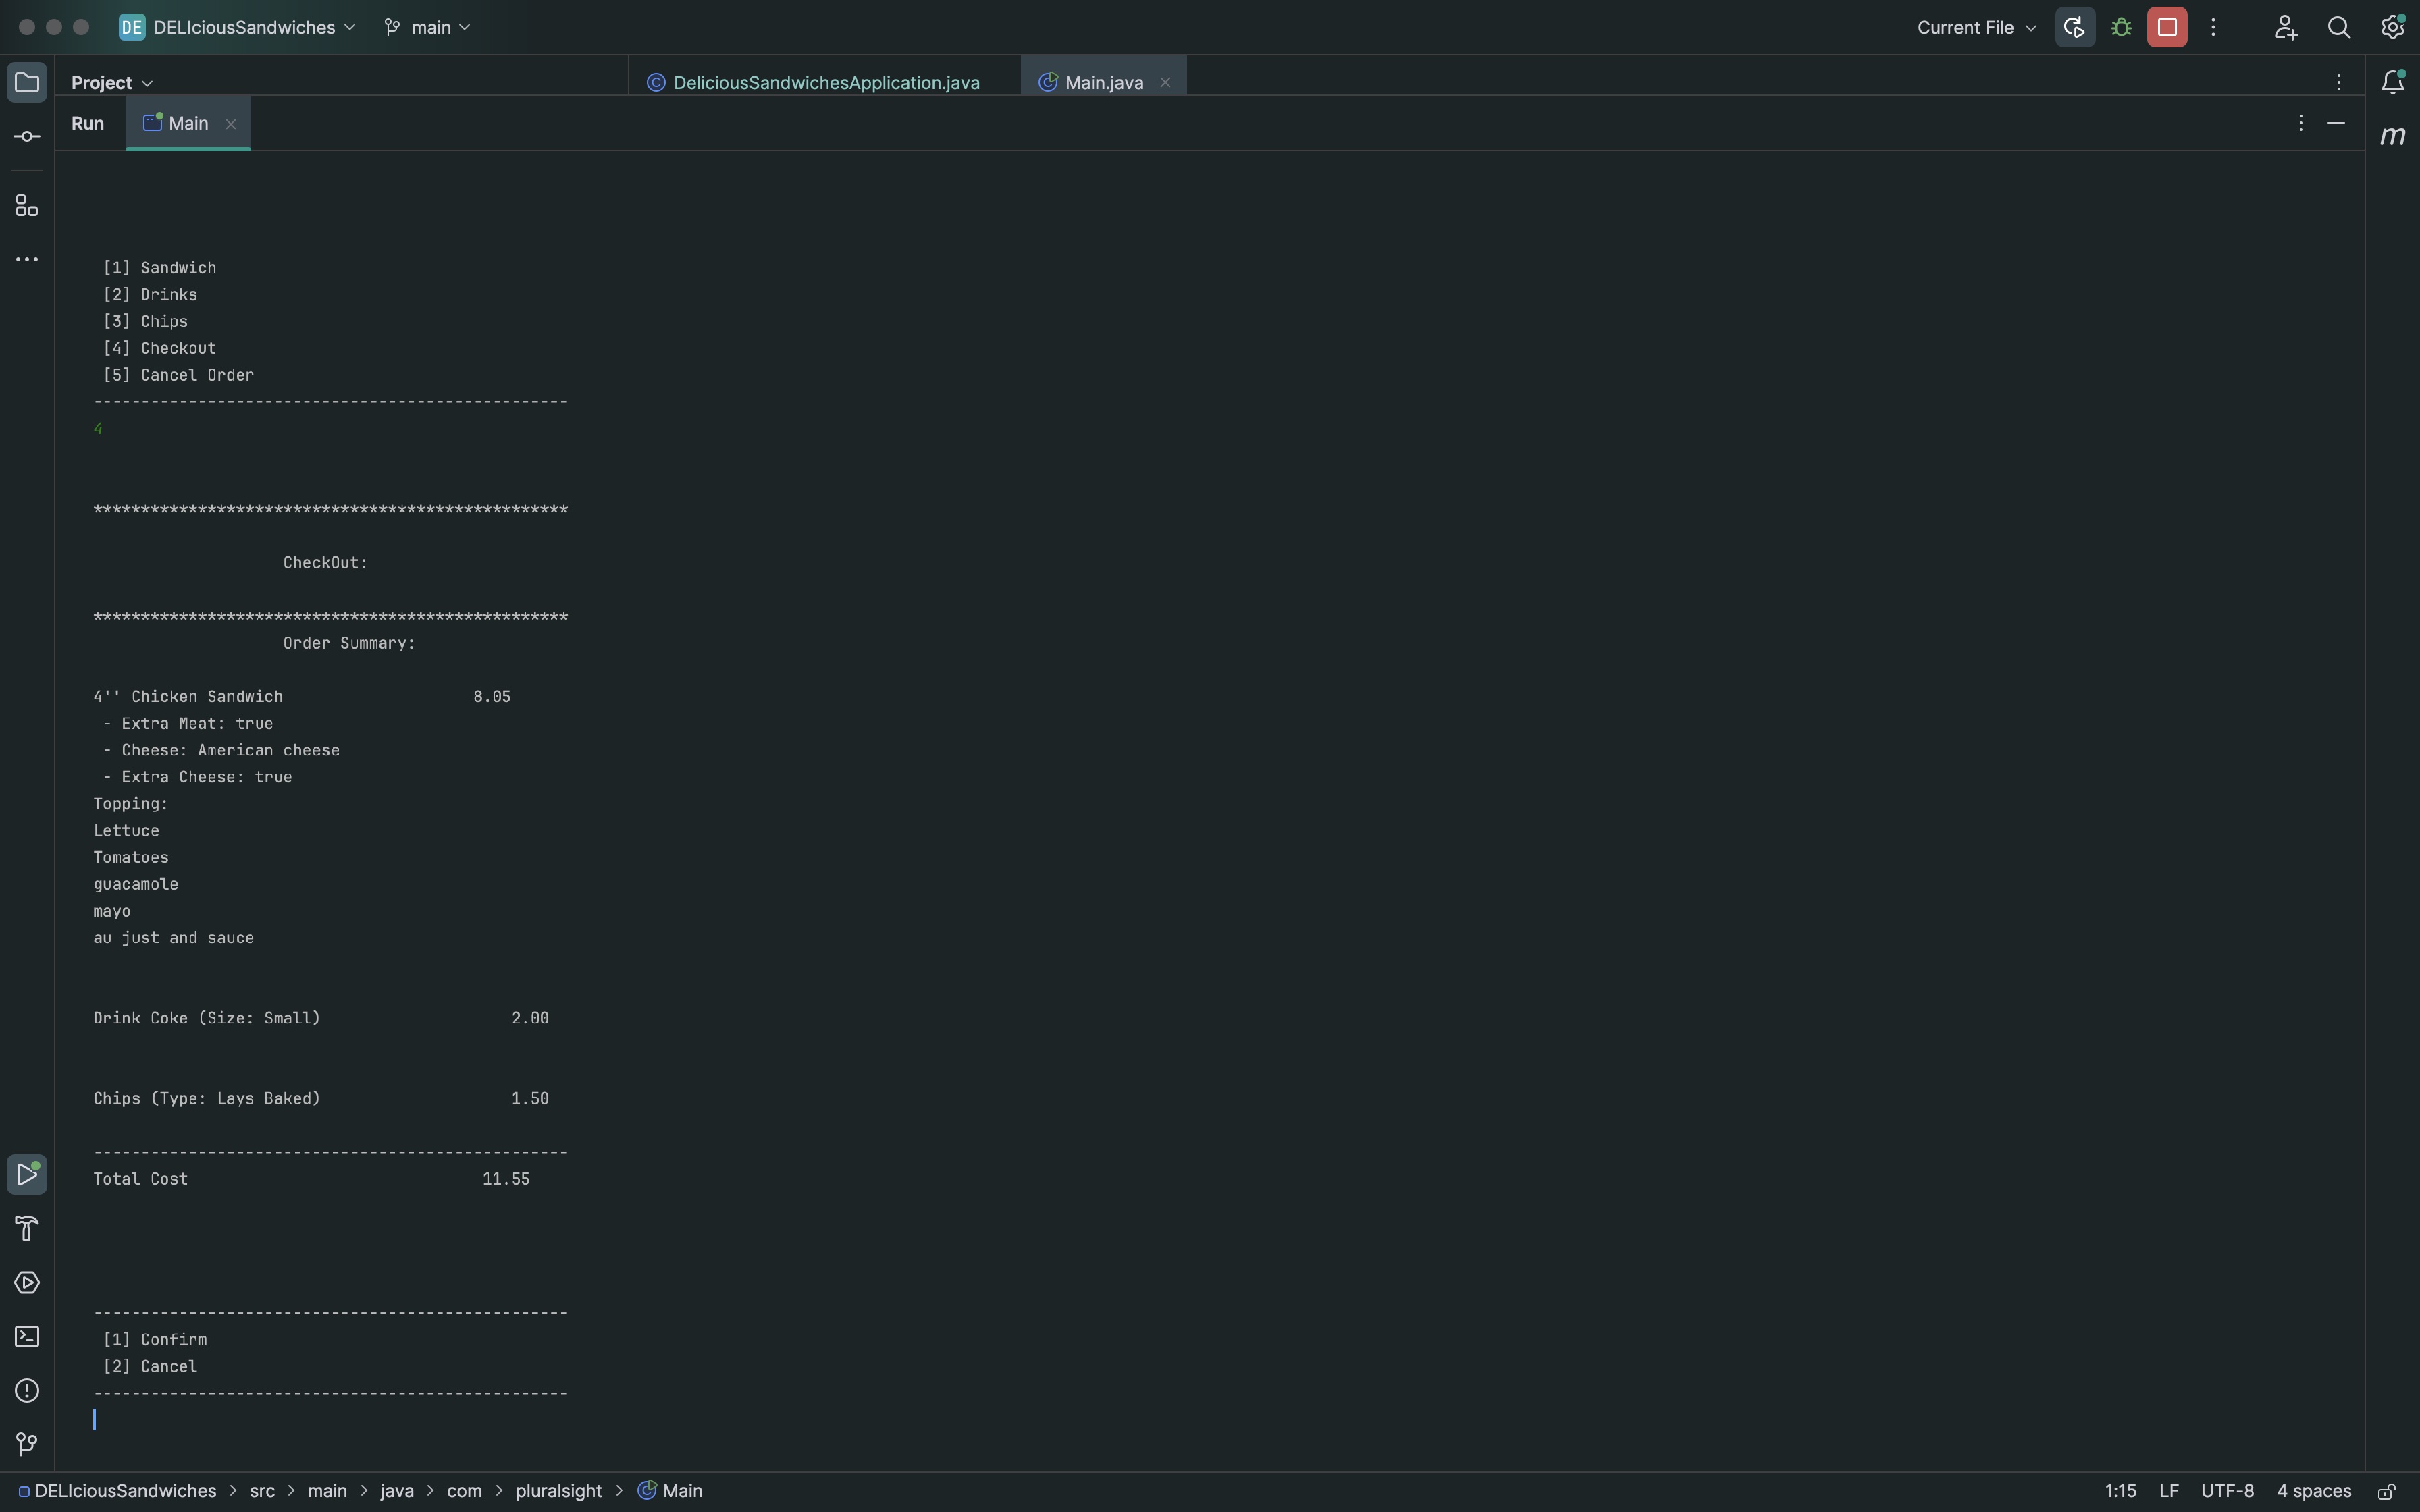 DE DELIciousSandwiches main Current File
Project DeliciousSandwichesApplication.java Main.java
Run Main
m
[1] Sandwich
[2] Drinks
[3] Chips
[4] Checkout
[5] Cancel Order
--------------------------------------------------
4
**************************************************
CheckOut:
**************************************************
Order Summary:
4'' Chicken Sandwich 8.05
- Extra Meat: true
- Cheese: American cheese
- Extra Cheese: true
Topping:
Lettuce
Tomatoes
guacamole
mayo
au just and sauce
Drink Coke (Size: Small) 2.00
Chips (Type: Lays Baked) 1.50
--------------------------------------------------
Total Cost 11.55
--------------------------------------------------
[1] Confirm
[2] Cancel
--------------------------------------------------
DELIciousSandwiches > src > main > java > com > pluralsight > Main 1:15 LF UTF-8 4 spaces